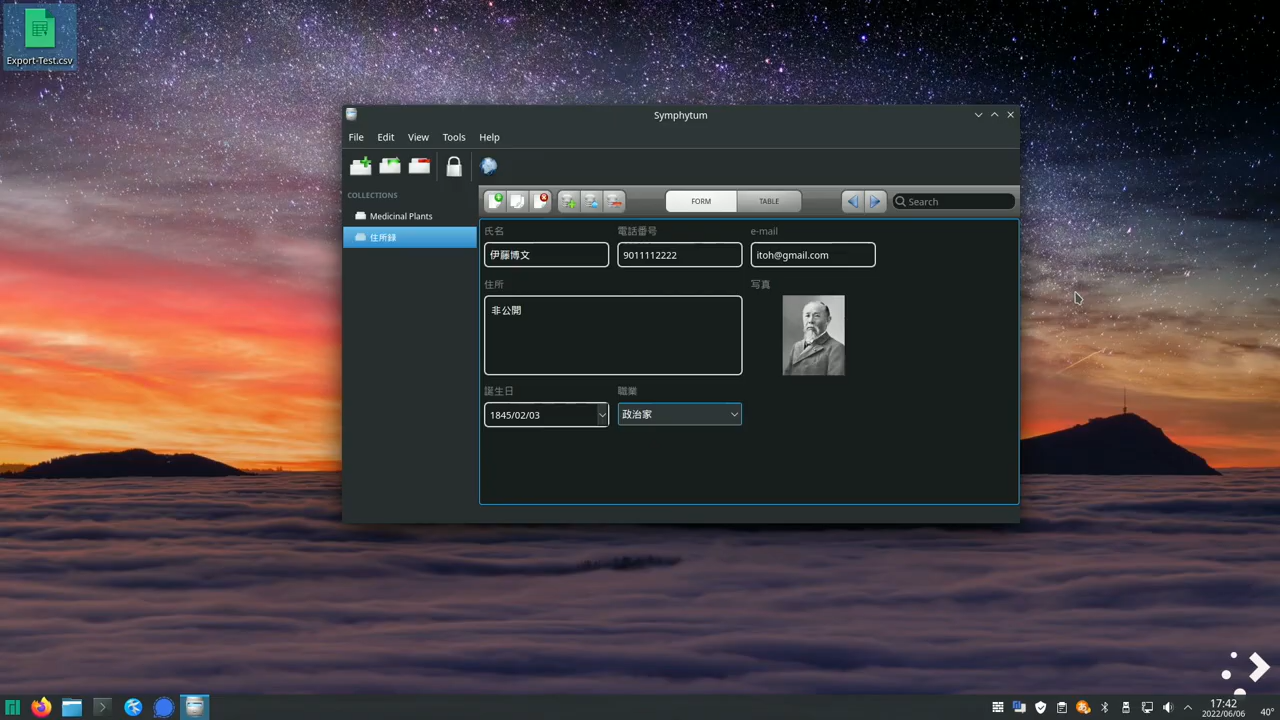 Export-Test.csv
Symphytum
File Edit View Tools Help
COLLECTIONS
Medicinal Plants
住所録
FORM TABLE
Search
氏名 電話番号 e-mail
伊藤博文 9011112222 itoh@gmail.com
住所 写真
非公開
誕生日 職業
1845/02/03 政治家
17:42
2022/06/06
40°